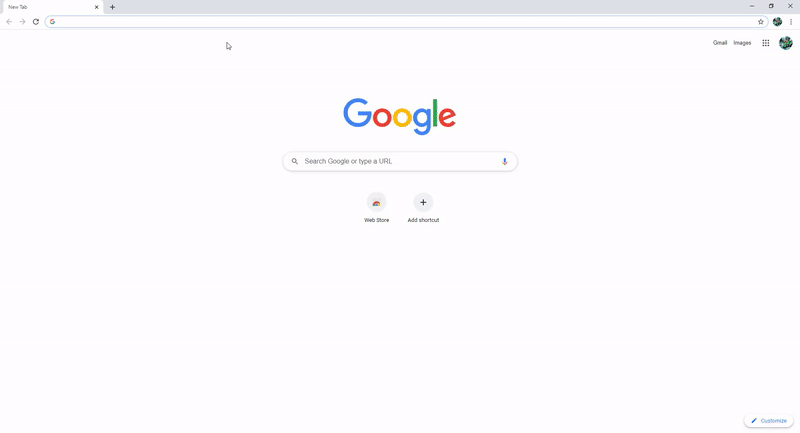 New Tab
Gmail Images
Google
Search Google or type a URL
Web Store Add shortcut
Customize